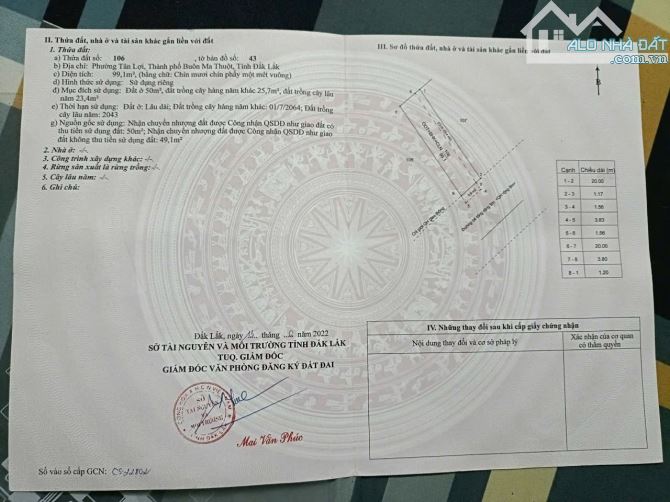 II. Thửa đất, nhà ở và tài sản khác gắn liền với đất
1. Thửa đất:
a) Thửa đất số: 106 , tờ bản đồ số: 43
b) Địa chỉ: Phường Tân Lợi, Thành phố Buôn Ma Thuột, Tỉnh Đắk Lắk
c) Diện tích: 99,1m², (bằng chữ: Chín mươi chín phẩy một mét vuông)
d) Hình thức sử dụng: Sử dụng riêng
đ) Mục đích sử dụng: Đất ở 50m², đất trồng cây hàng năm khác 25,7m², đất trồng cây lâu
năm 23,4m²
e) Thời hạn sử dụng: Đất ở: Lâu dài; Đất trồng cây hàng năm khác: 01/7/2064; Đất trồng
cây lâu năm: 2043
g) Nguồn gốc sử dụng: Nhận chuyển nhượng đất được Công nhận QSDĐ như giao đất có
thu tiền sử dụng đất: 50m²; Nhận chuyển nhượng đất được Công nhận QSDĐ như giao
đất không thu tiền sử dụng đất: 49,1m²
2. Nhà ở: -/-
3. Công trình xây dựng khác: -/-
4. Rừng sản xuất là rừng trồng: -/-
5. Cây lâu năm: -/-
6. Ghi chú:
Đắk Lắk, ngày tháng năm 2022
SỞ TÀI NGUYÊN VÀ MÔI TRƯỜNG TỈNH ĐẮK LẮK
TUQ. GIÁM ĐỐC
GIÁM ĐỐC VĂN PHÒNG ĐĂNG KÝ ĐẤT ĐAI
SỞ
TÀI NGUYÊN
VÀ
MÔI TRƯỜNG
Mai Văn Phúc
Số vào sổ cấp GCN:
III. Sơ đồ thửa đất, nhà ở và tài sản khác gắn liền với đất
ALO NHÀ ĐẤT
B
107
Cạnh Chiều dài (m)
1 - 2 20.00
2 - 3 1.17
3 - 4 1.56
4 - 5 3.83
5 - 6 1.56
6 - 7 20.00
7 - 8 3.80
8 - 1 1.20
IV. Những thay đổi sau khi cấp giấy chứng nhận
Nội dung thay đổi và cơ sở pháp lý
Xác nhận của cơ quan
có thẩm quyền